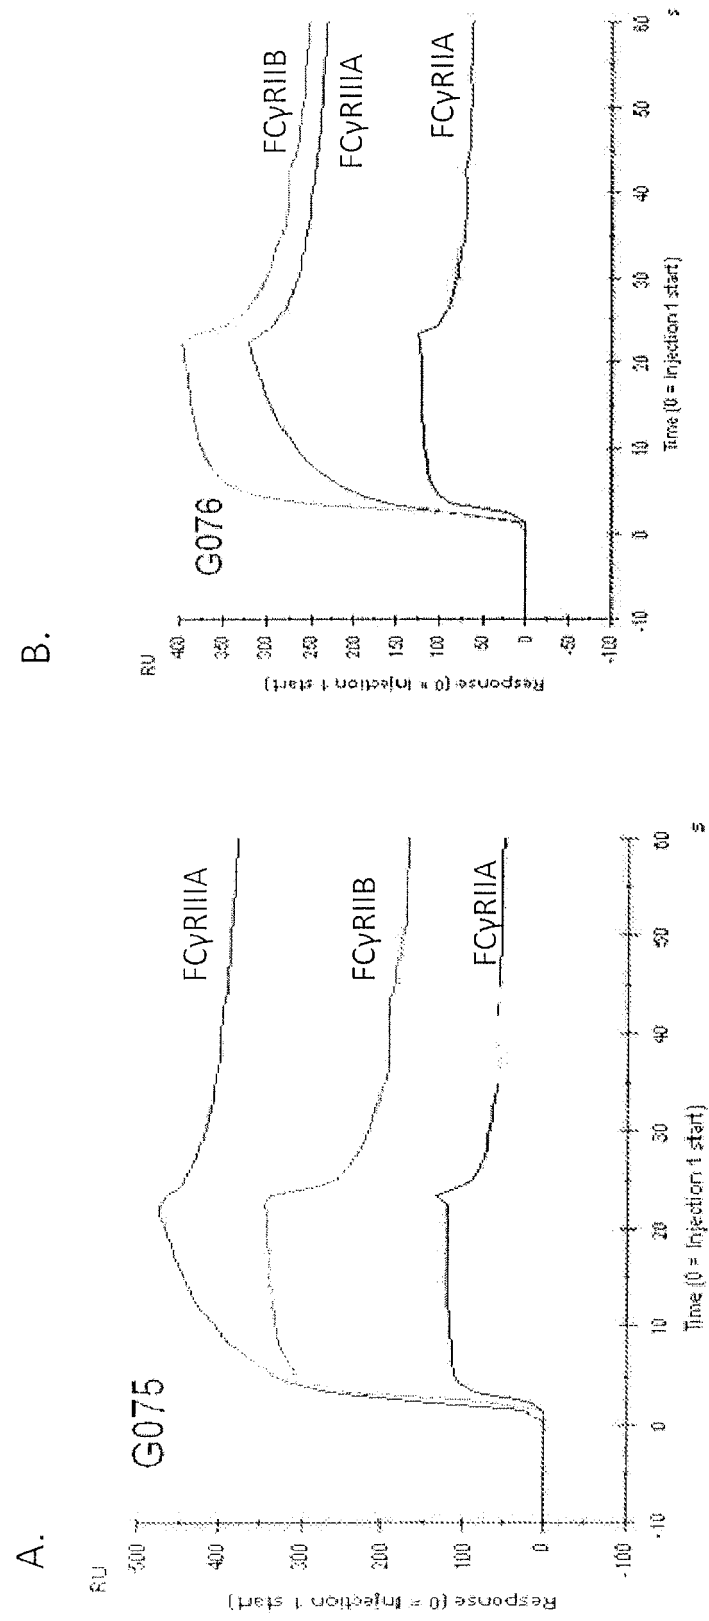 A.
G075
RU
500
400
300
200
100
0
-100
Response (0 = Injection 1 start)
FCγRIIIA
FCγRIIB
FCγRIIA
-10
0
10
20
30
40
50
60
s
Time (0 = Injection 1 start)
B.
G076
RU
400
350
300
250
200
150
100
50
0
-50
-100
Response (0 = Injection 1 start)
FCγRIIB
FCγRIIIA
FCγRIIA
-10
0
10
20
30
40
50
60
s
Time (0 = Injection 1 start)